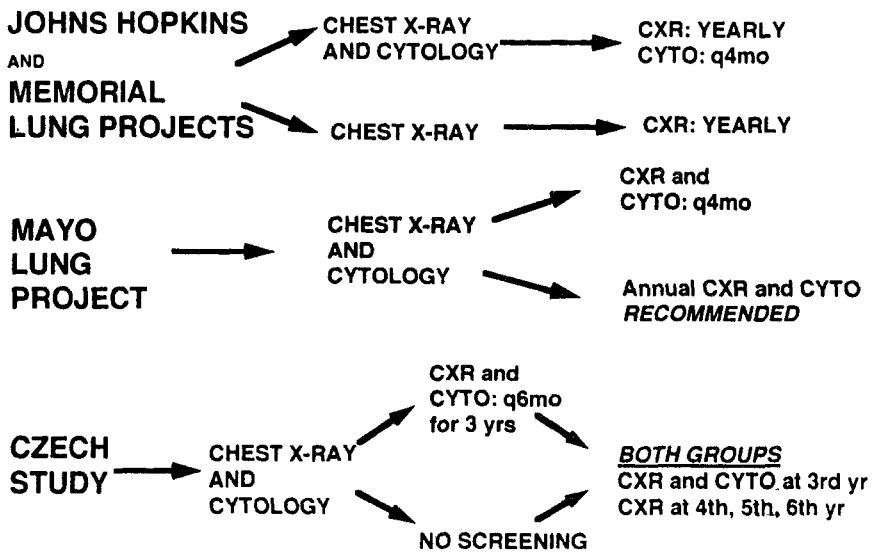 JOHNS HOPKINS
AND
MEMORIAL
LUNG PROJECTS
CHEST X-RAY
AND CYTOLOGY
CXR: YEARLY
CYTO: q4mo
CHEST X-RAY
CXR: YEARLY
MAYO
LUNG
PROJECT
CHEST X-RAY
AND
CYTOLOGY
CXR and
CYTO: q4mo
Annual CXR and CYTO
RECOMMENDED
CZECH
STUDY
CHEST X-RAY
AND
CYTOLOGY
CXR and
CYTO: q6mo
for 3 yrs
NO SCREENING
BOTH GROUPS
CXR and CYTO at 3rd yr
CXR at 4th, 5th, 6th yr